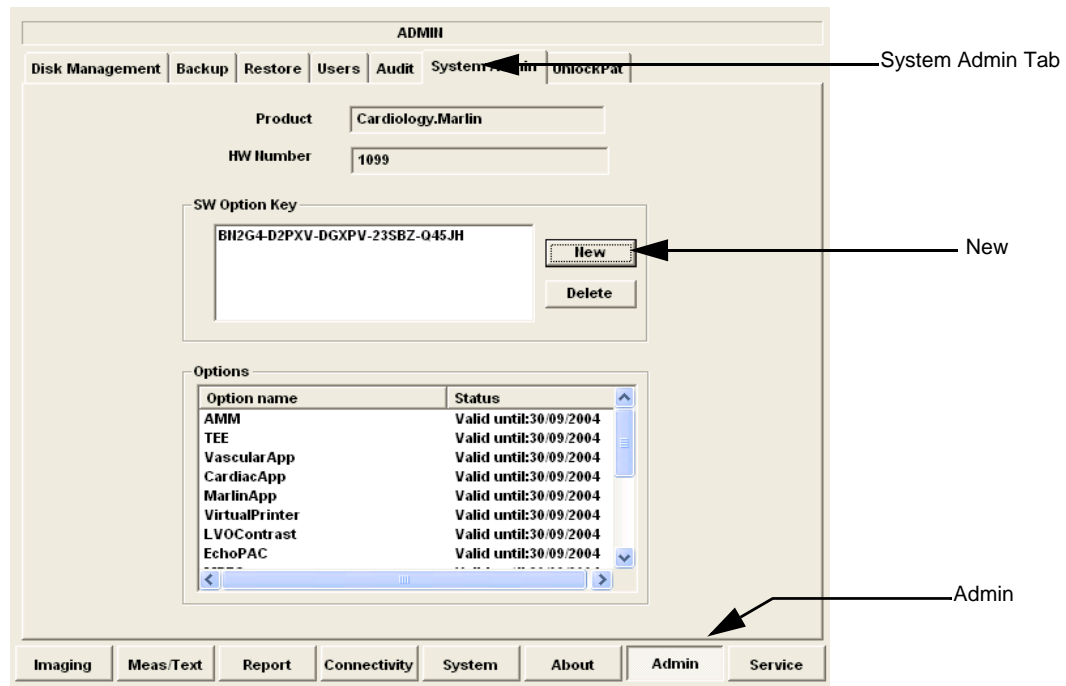 ADMIN
Disk Management Backup Restore Users Audit System Admin UnlockPat
System Admin Tab
Product Cardiology.Marlin
HW Number 1099
SW Option Key
BN2G4-D2PXV-DGXPV-23SBZ-Q45JH
New
New
Delete
Options
Option name Status
AMM Valid until:30/09/2004
TEE Valid until:30/09/2004
VascularApp Valid until:30/09/2004
CardiacApp Valid until:30/09/2004
MarlinApp Valid until:30/09/2004
VirtualPrinter Valid until:30/09/2004
LVOContrast Valid until:30/09/2004
EchoPAC Valid until:30/09/2004
Admin
Imaging Meas/Text Report Connectivity System About Admin Service